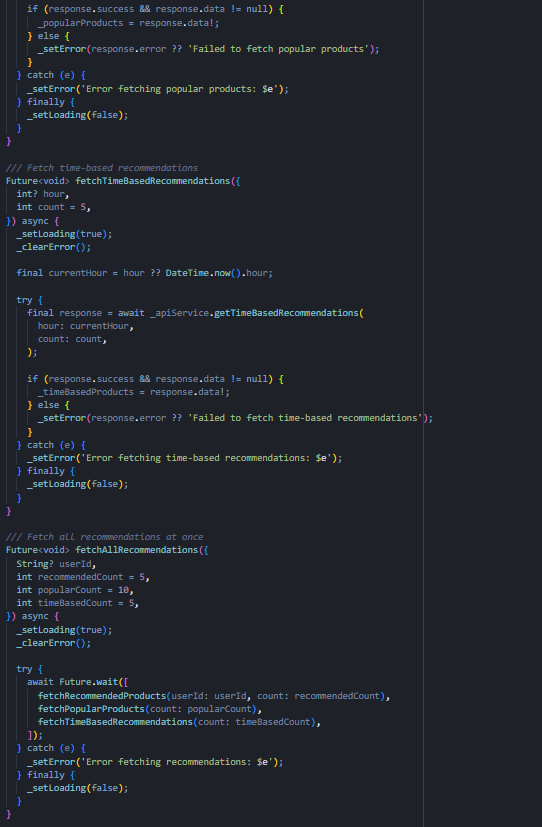 if (response.success && response.data != null) {
_popularProducts = response.data!;
} else {
_setError(response.error ?? 'Failed to fetch popular products');
}
} catch (e) {
_setError('Error fetching popular products: $e');
} finally {
_setLoading(false);
}
}
/// Fetch time-based recommendations
Future<void> fetchTimeBasedRecommendations({
int? hour,
int count = 5,
}) async {
_setLoading(true);
_clearError();
final currentHour = hour ?? DateTime.now().hour;
try {
final response = await _apiService.getTimeBasedRecommendations(
hour: currentHour,
count: count,
);
if (response.success && response.data != null) {
_timeBasedProducts = response.data!;
} else {
_setError(response.error ?? 'Failed to fetch time-based recommendations');
}
} catch (e) {
_setError('Error fetching time-based recommendations: $e');
} finally {
_setLoading(false);
}
}
/// Fetch all recommendations at once
Future<void> fetchAllRecommendations({
String? userId,
int recommendedCount = 5,
int popularCount = 10,
int timeBasedCount = 5,
}) async {
_setLoading(true);
_clearError();
try {
await Future.wait([
fetchRecommendedProducts(userId: userId, count: recommendedCount),
fetchPopularProducts(count: popularCount),
fetchTimeBasedRecommendations(count: timeBasedCount),
]);
} catch (e) {
_setError('Error fetching recommendations: $e');
} finally {
_setLoading(false);
}
}